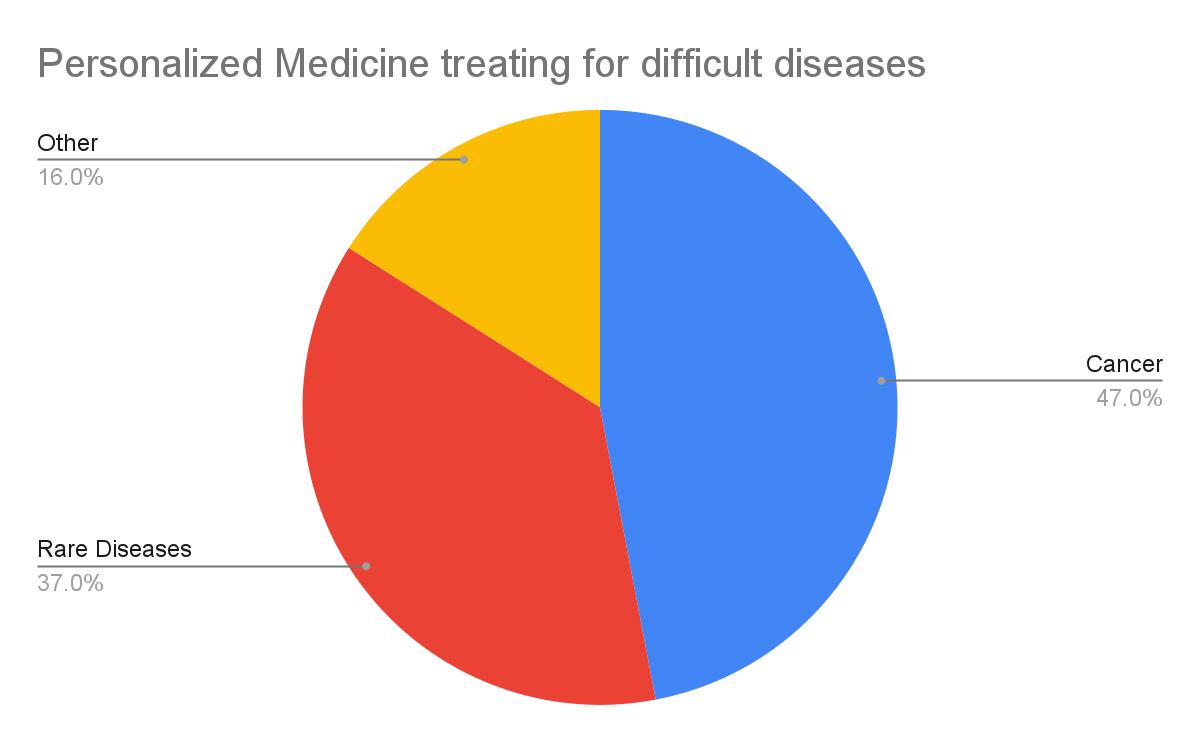 Personalized Medicine treating for difficult diseases
Other
16.0%
Cancer
47.0%
Rare Diseases
37.0%